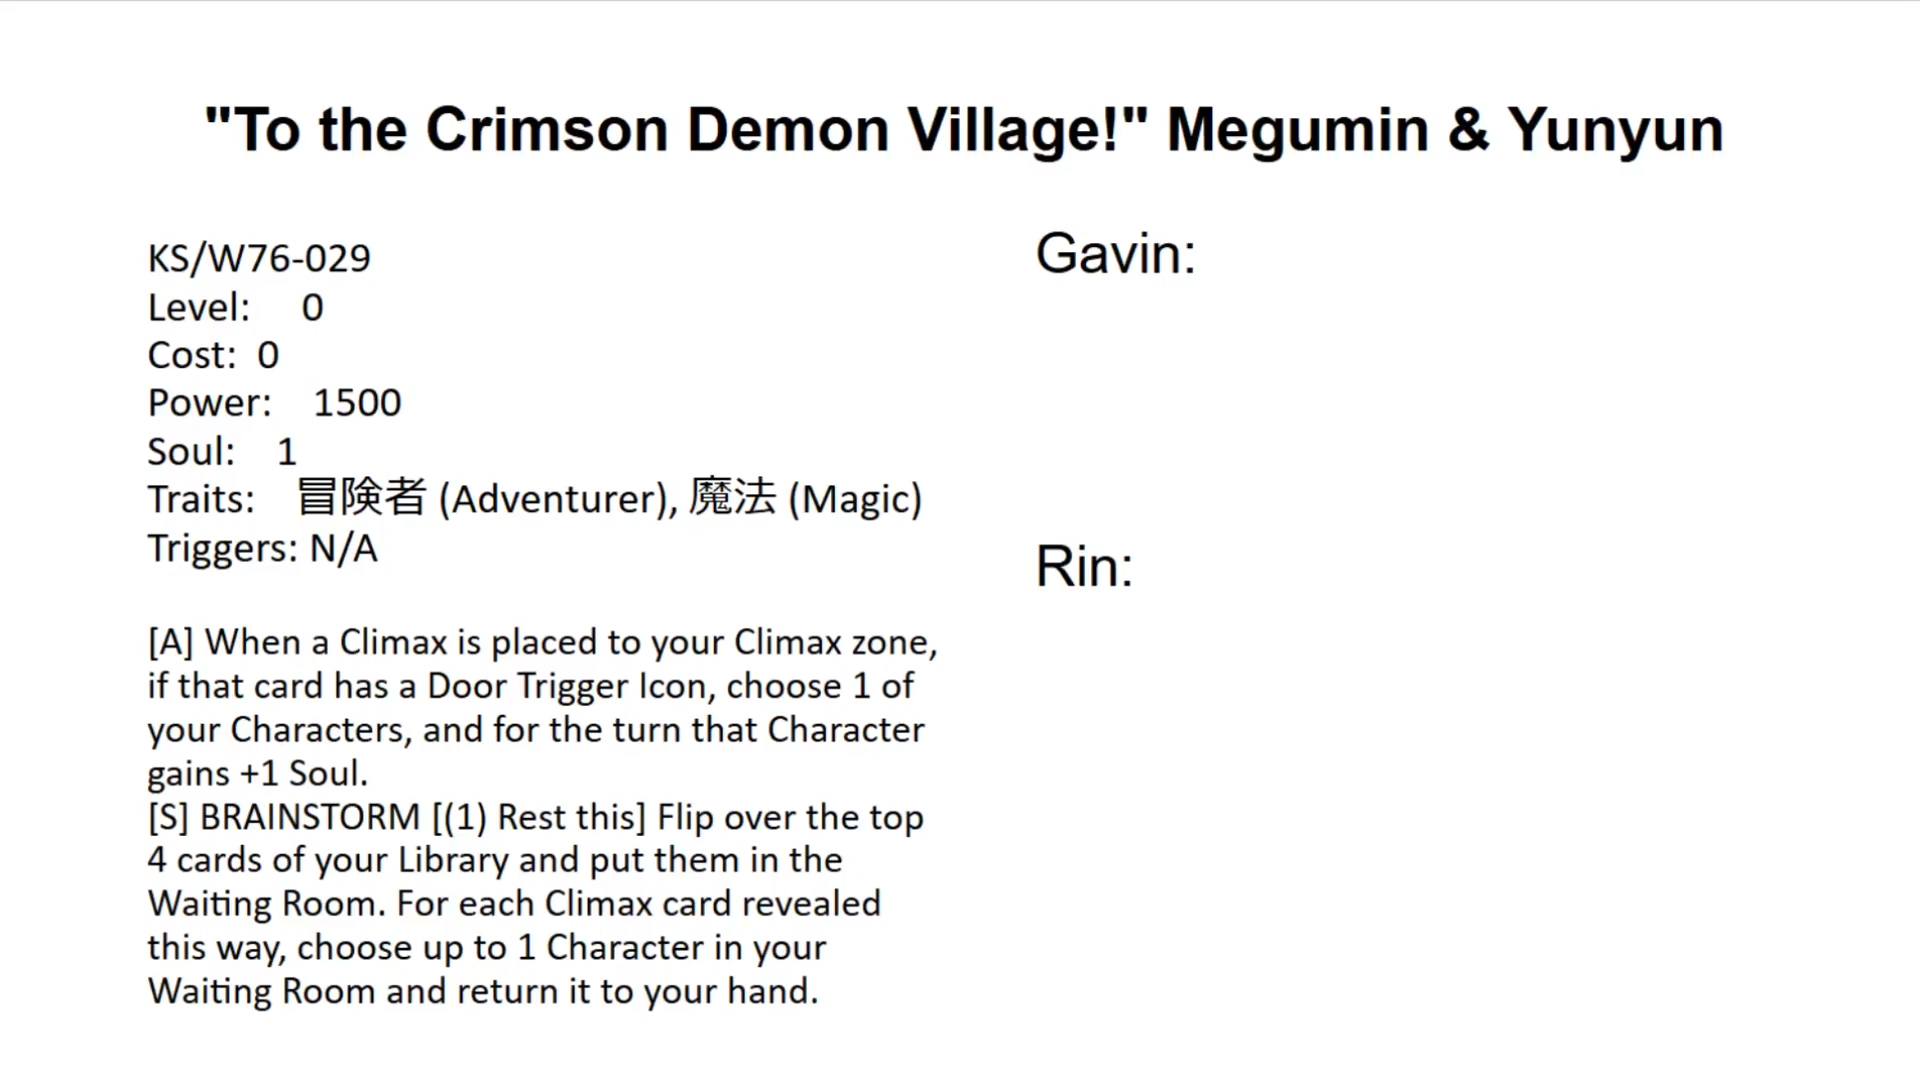 "To the Crimson Demon Village!" Megumin & Yunyun
KS/W76-029
Level: 0
Cost: 0
Power: 1500
Soul: 1
Traits: 冒険者 (Adventurer), 魔法 (Magic)
Triggers: N/A
[A] When a Climax is placed to your Climax zone,
if that card has a Door Trigger Icon, choose 1 of
your Characters, and for the turn that Character
gains +1 Soul.
[S] BRAINSTORM [(1) Rest this] Flip over the top
4 cards of your Library and put them in the
Waiting Room. For each Climax card revealed
this way, choose up to 1 Character in your
Waiting Room and return it to your hand.
Gavin:
Rin: